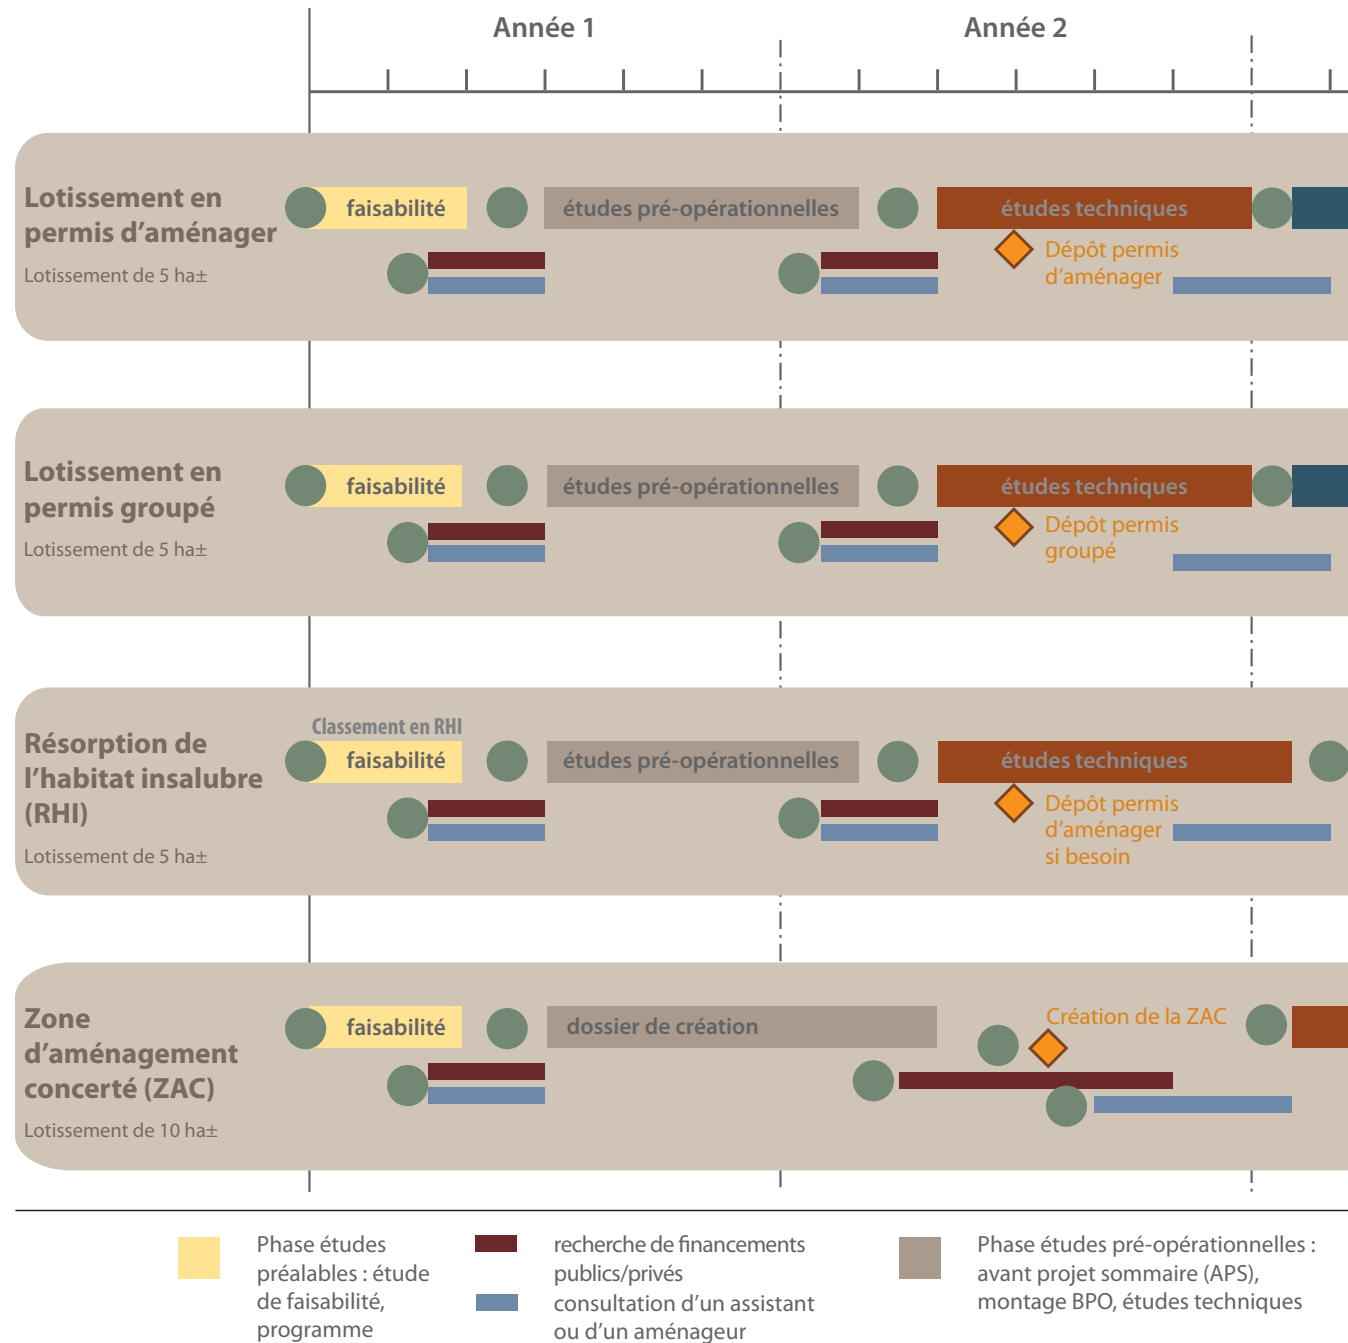 Année 1
Année 2
Lotissement en
permis d’aménager
Lotissement de 5 ha±
faisabilité
études pré-opérationnelles
études techniques
Dépôt permis
d’aménager
Lotissement en
permis groupé
Lotissement de 5 ha±
faisabilité
études pré-opérationnelles
études techniques
Dépôt permis
groupé
Résorption de
l’habitat insalubre
(RHI)
Lotissement de 5 ha±
Classement en RHI
faisabilité
études pré-opérationnelles
études techniques
Dépôt permis
d’aménager
si besoin
Zone
d’aménagement
concerté (ZAC)
Lotissement de 10 ha±
faisabilité
dossier de création
Création de la ZAC
Phase études
préalables : étude
de faisabilité,
programme
recherche de financements
publics/privés
consultation d’un assistant
ou d’un aménageur
Phase études pré-opérationnelles :
avant projet sommaire (APS),
montage BPO, études techniques